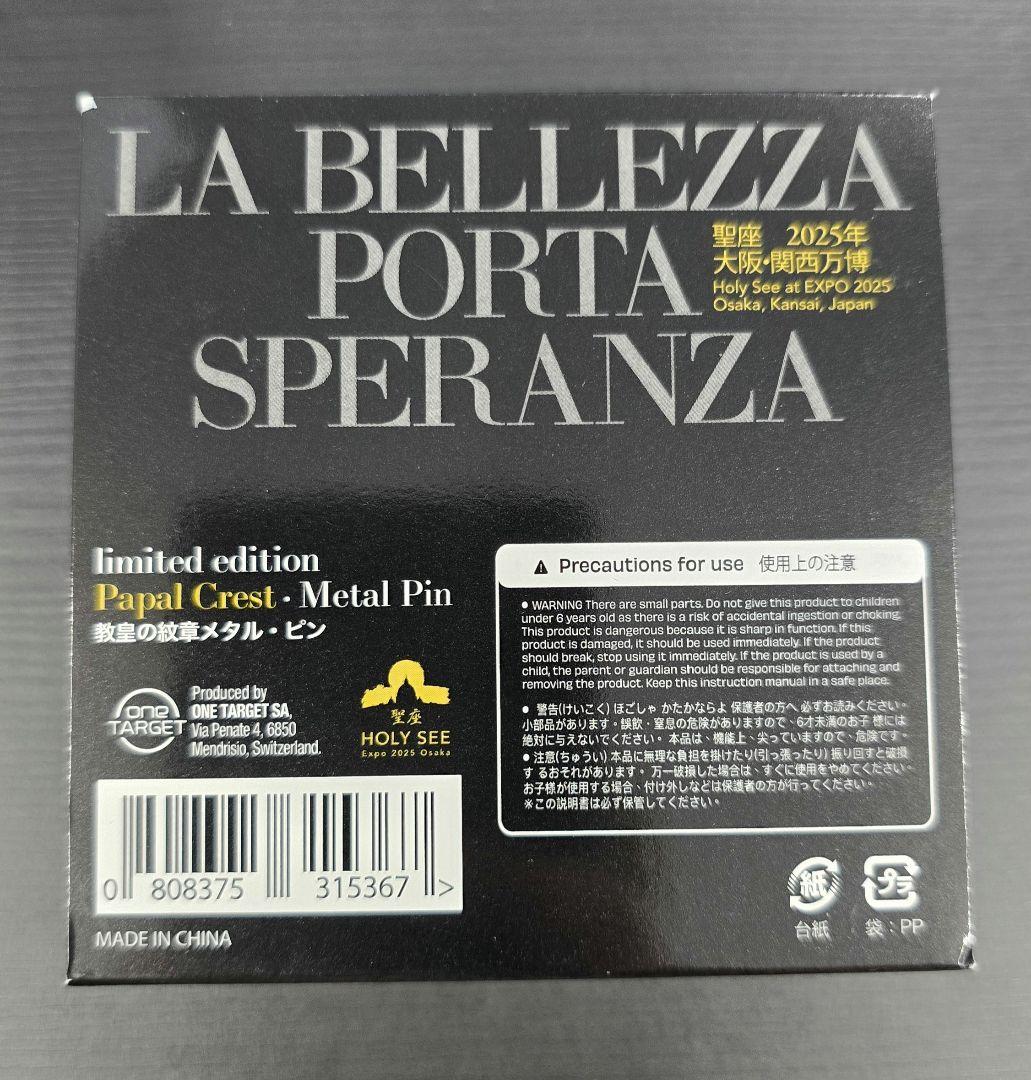 LA BELLEZZA
PORTA
SPERANZA
聖座 2025年
大阪・関西万博
Holy See at EXPO 2025
Osaka, Kansai, Japan
limited edition
Papal Crest · Metal Pin
教皇の紋章メタル・ピン
one
TARGET
Produced by
ONE TARGET SA,
Via Penate 4, 6850
Mendrisio, Switzerland.
聖座
HOLY SEE
Expo 2025 Osaka
0 808375 315367 >
MADE IN CHINA
Precautions for use 使用上の注意
• WARNING There are small parts. Do not give this product to children
under 6 years old as there is a risk of accidental ingestion or choking.
This product is dangerous because it is sharp in function. If this
product is damaged, it should be used immediately. If the product
should break, stop using it immediately. If the product is used by a
child, the parent or guardian should be responsible for attaching and
removing the product. Keep this instruction manual in a safe place.
• 警告(けいこく) ほごしゃ かたかならよ 保護者の方へ 必ずお読みください。
小部品があります。誤飲・窒息の危険がありますので、6才未満のお子 様には
絶対に与えないでください。 本品は、機能上、尖っていますので、危険です。
• 注意(ちゅうい) 本品に無理な負担を掛けたり(引っ張ったり) 振り回すと破損
す るおそれがあります。 万一破損した場合は、すぐに使用をやめてください。
お子様が使用する場合、付け外しなどは保護者の方が行ってください。
※この説明書は必ず保管してください。
紙
台紙
プラ
袋：PP